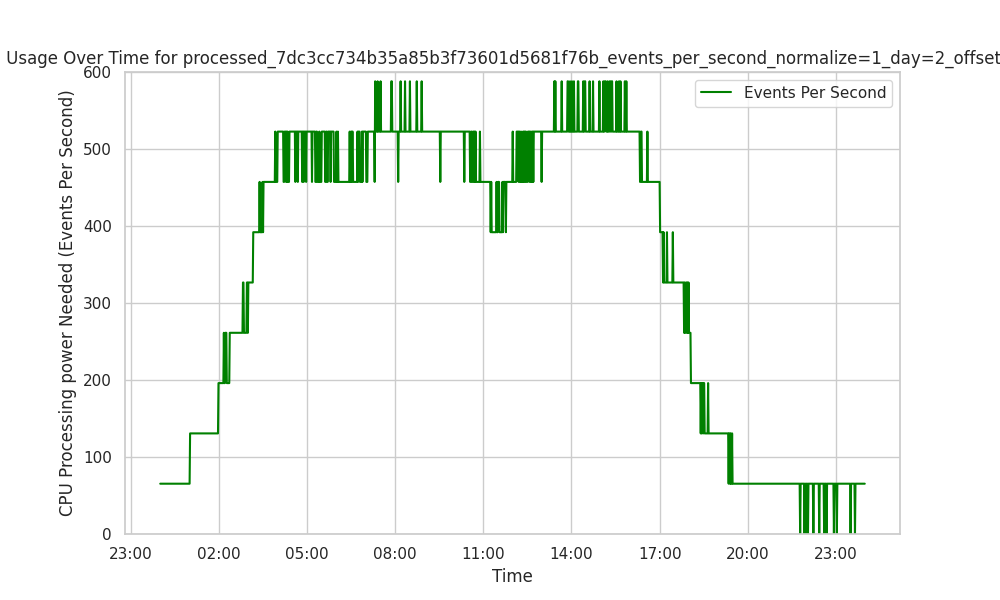 Usage Over Time for processed_7dc3cc734b35a85b3f73601d5681f76b_events_per_second_normalize=1_day=2_offset
600
500
400
300
200
100
0
CPU Processing power Needed (Events Per Second)
Events Per Second
23:00 02:00 05:00 08:00 11:00 14:00 17:00 20:00 23:00
Time